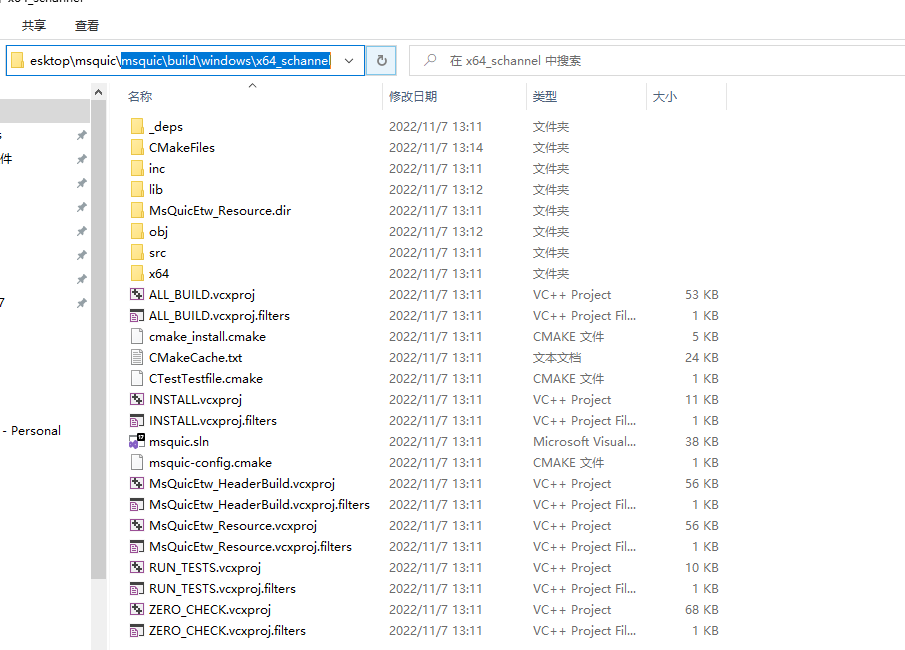 x64_schannel
共享 查看
esktop\msquic\msquic\build\windows\x64_schannel 在 x64_schannel 中搜索
名称 修改日期 类型 大小
_deps 2022/11/7 13:11 文件夹
件 CMakeFiles 2022/11/7 13:14 文件夹
inc 2022/11/7 13:11 文件夹
lib 2022/11/7 13:12 文件夹
MsQuicEtw_Resource.dir 2022/11/7 13:11 文件夹
obj 2022/11/7 13:12 文件夹
src 2022/11/7 13:11 文件夹
x64 2022/11/7 13:11 文件夹
ALL_BUILD.vcxproj 2022/11/7 13:11 VC++ Project 53 KB
7 ALL_BUILD.vcxproj.filters 2022/11/7 13:11 VC++ Project Fil... 1 KB
cmake_install.cmake 2022/11/7 13:11 CMAKE 文件 5 KB
CMakeCache.txt 2022/11/7 13:11 文本文档 24 KB
CTestTestfile.cmake 2022/11/7 13:11 CMAKE 文件 1 KB
INSTALL.vcxproj 2022/11/7 13:11 VC++ Project 11 KB
INSTALL.vcxproj.filters 2022/11/7 13:11 VC++ Project Fil... 1 KB
- Personal msquic.sln 2022/11/7 13:11 Microsoft Visual... 38 KB
msquic-config.cmake 2022/11/7 13:11 CMAKE 文件 1 KB
MsQuicEtw_HeaderBuild.vcxproj 2022/11/7 13:11 VC++ Project 56 KB
MsQuicEtw_HeaderBuild.vcxproj.filters 2022/11/7 13:11 VC++ Project Fil... 1 KB
MsQuicEtw_Resource.vcxproj 2022/11/7 13:11 VC++ Project 56 KB
MsQuicEtw_Resource.vcxproj.filters 2022/11/7 13:11 VC++ Project Fil... 1 KB
RUN_TESTS.vcxproj 2022/11/7 13:11 VC++ Project 10 KB
RUN_TESTS.vcxproj.filters 2022/11/7 13:11 VC++ Project Fil... 1 KB
ZERO_CHECK.vcxproj 2022/11/7 13:11 VC++ Project 68 KB
ZERO_CHECK.vcxproj.filters 2022/11/7 13:11 VC++ Project Fil... 1 KB